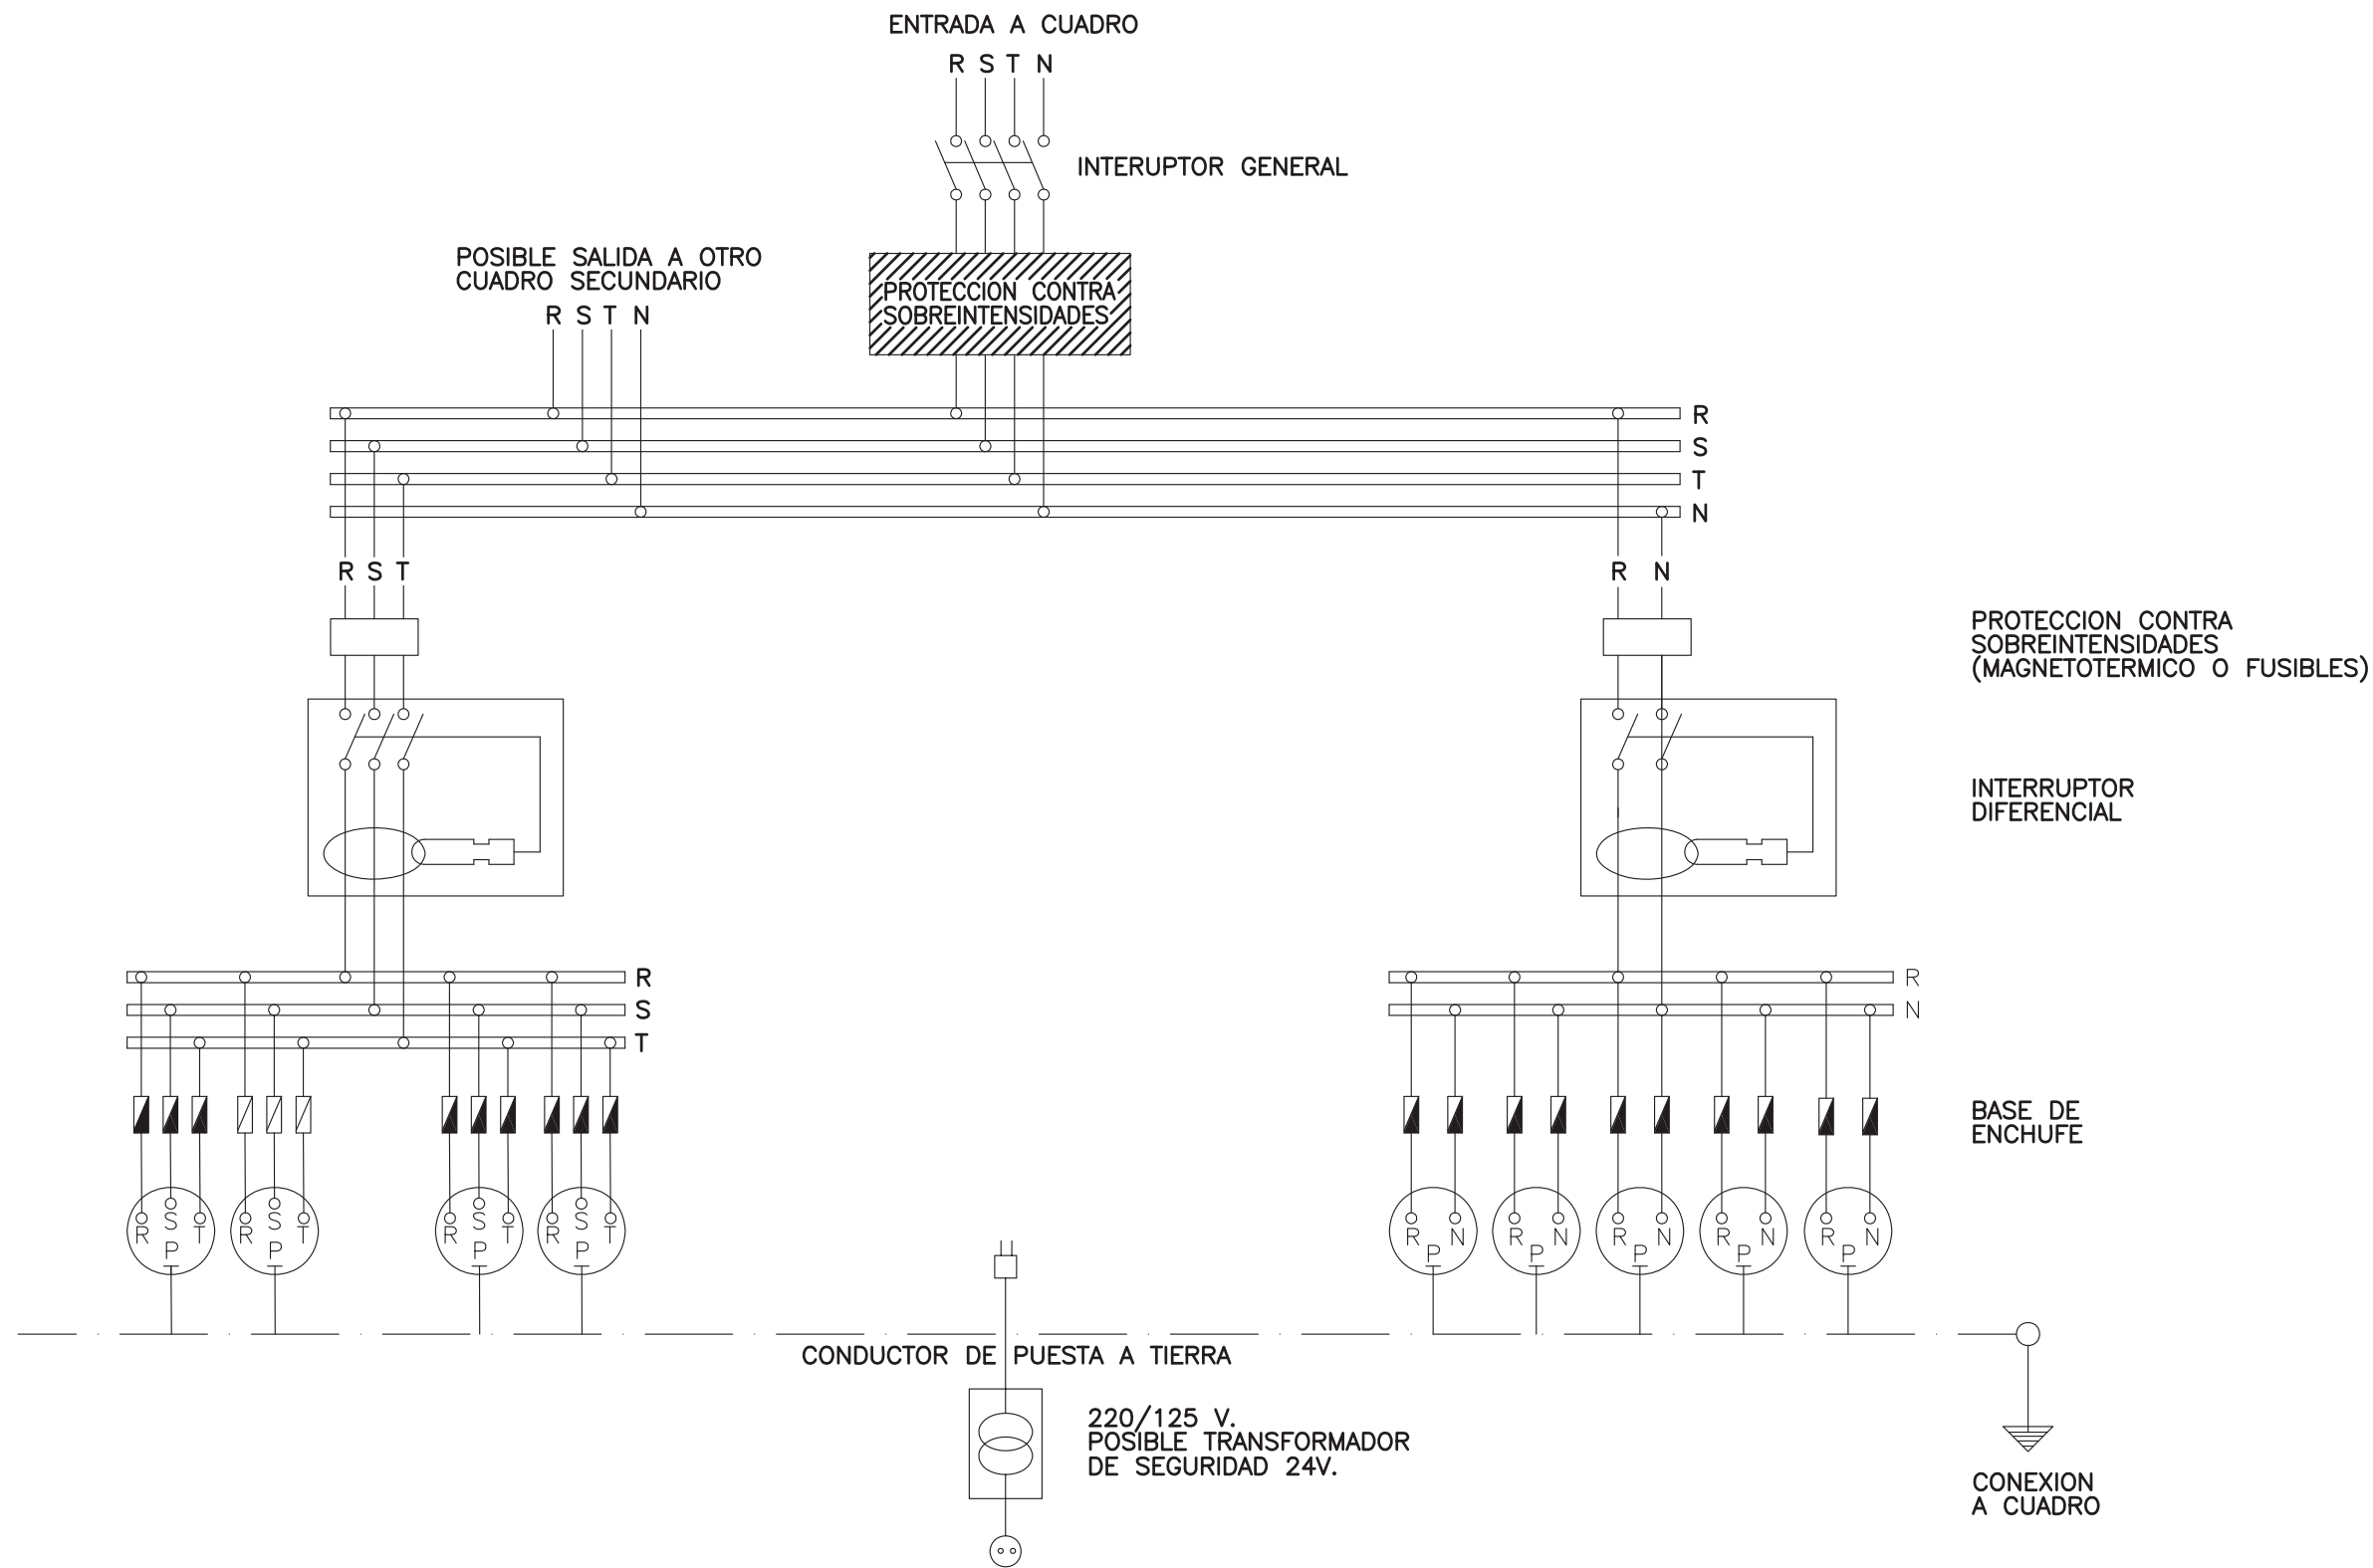 ENTRADA A CUADRO
R S T N
INTERUPTOR GENERAL
POSIBLE SALIDA A OTRO
CUADRO SECUNDARIO
R S T N
PROTECCION CONTRA
SOBREINTENSIDADES
R
S
T
N
R S T
R N
PROTECCION CONTRA
SOBREINTENSIDADES
(MAGNETOTERMICO O FUSIBLES)
INTERRUPTOR
DIFERENCIAL
R
S
T
R
N
BASE DE
ENCHUFE
R S T P
R S T P
R S T P
R S T P
R N P
R N P
R N P
R N P
R N P
CONDUCTOR DE PUESTA A TIERRA
220/125 V.
POSIBLE TRANSFORMADOR
DE SEGURIDAD 24V.
CONEXION
A CUADRO